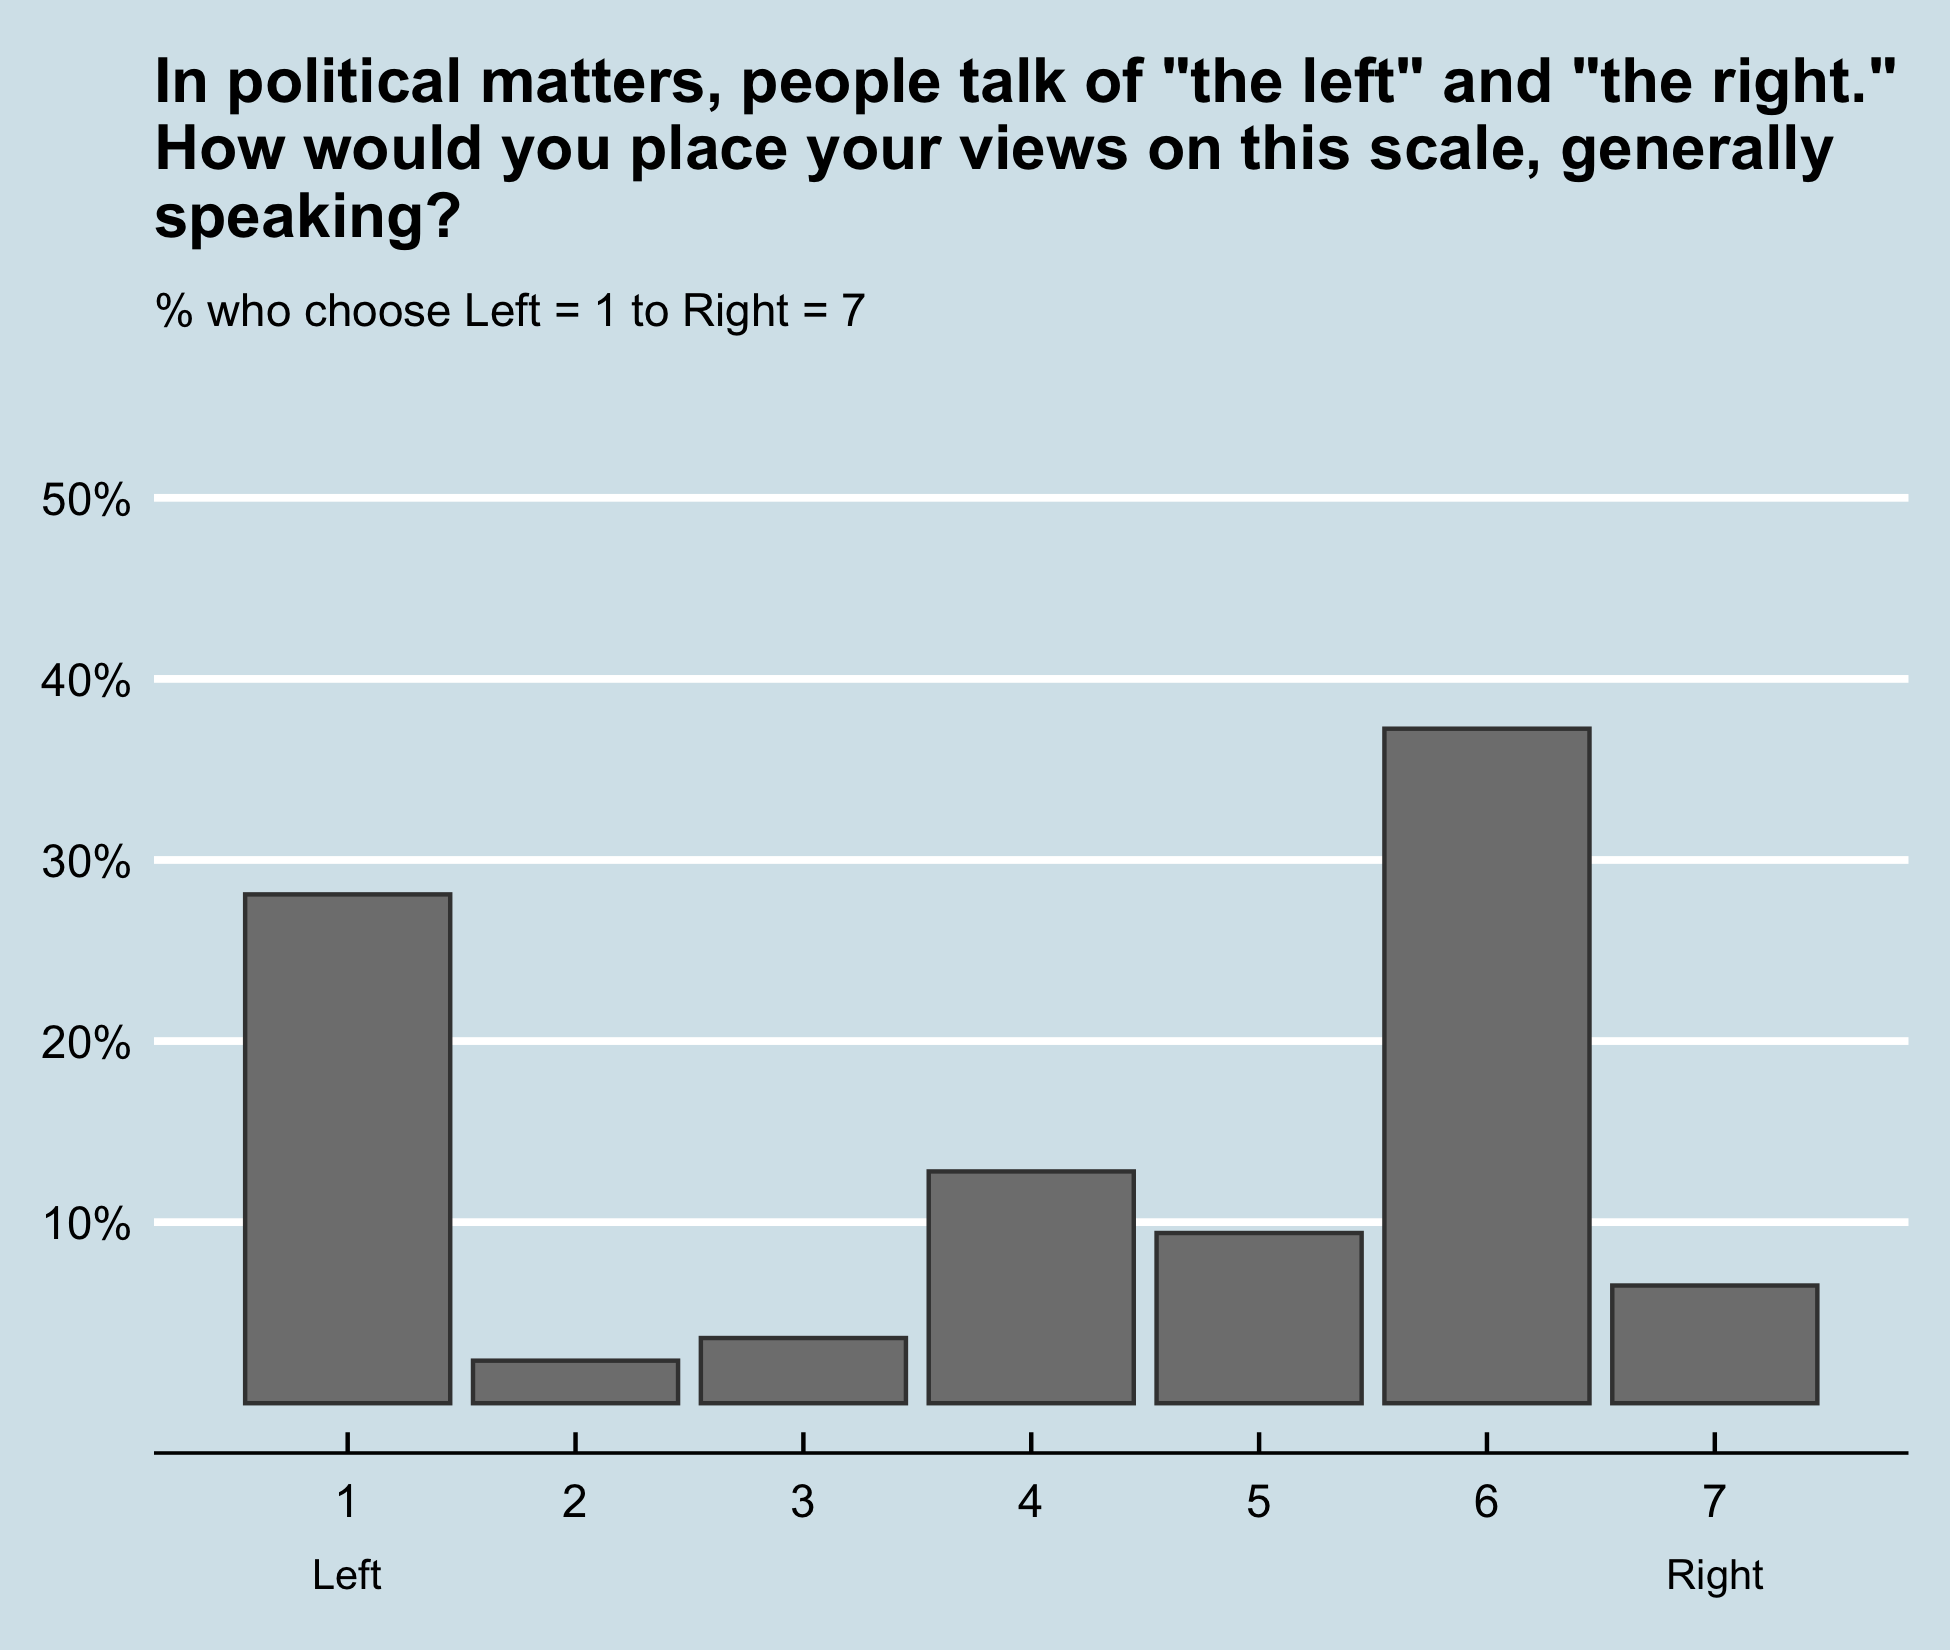 In political matters, people talk of "the left" and "the right."
How would you place your views on this scale, generally
speaking?
% who choose Left = 1 to Right = 7
50%
40%
30%
20%
10%
1 2 3 4 5 6 7
Left Right